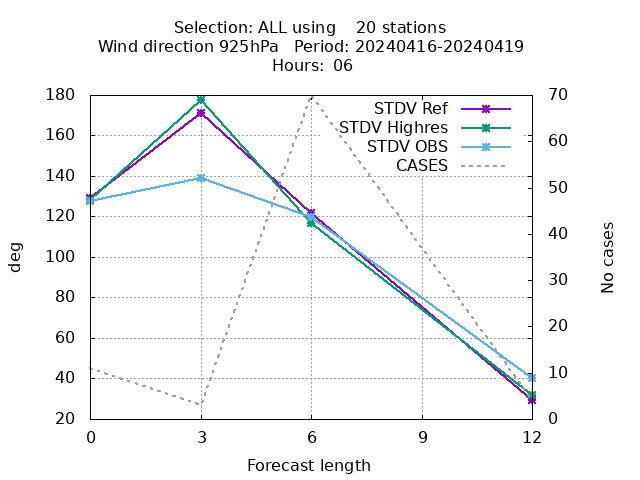 Selection: ALL using 20 stations
Wind direction 925hPa Period: 20240416-20240419
Hours: 06
180
160
140
120
100
80
60
40
20
deg
70
60
50
40
30
20
10
0
No cases
STDV Ref
STDV Highres
STDV OBS
CASES
0 3 6 9 12
Forecast length